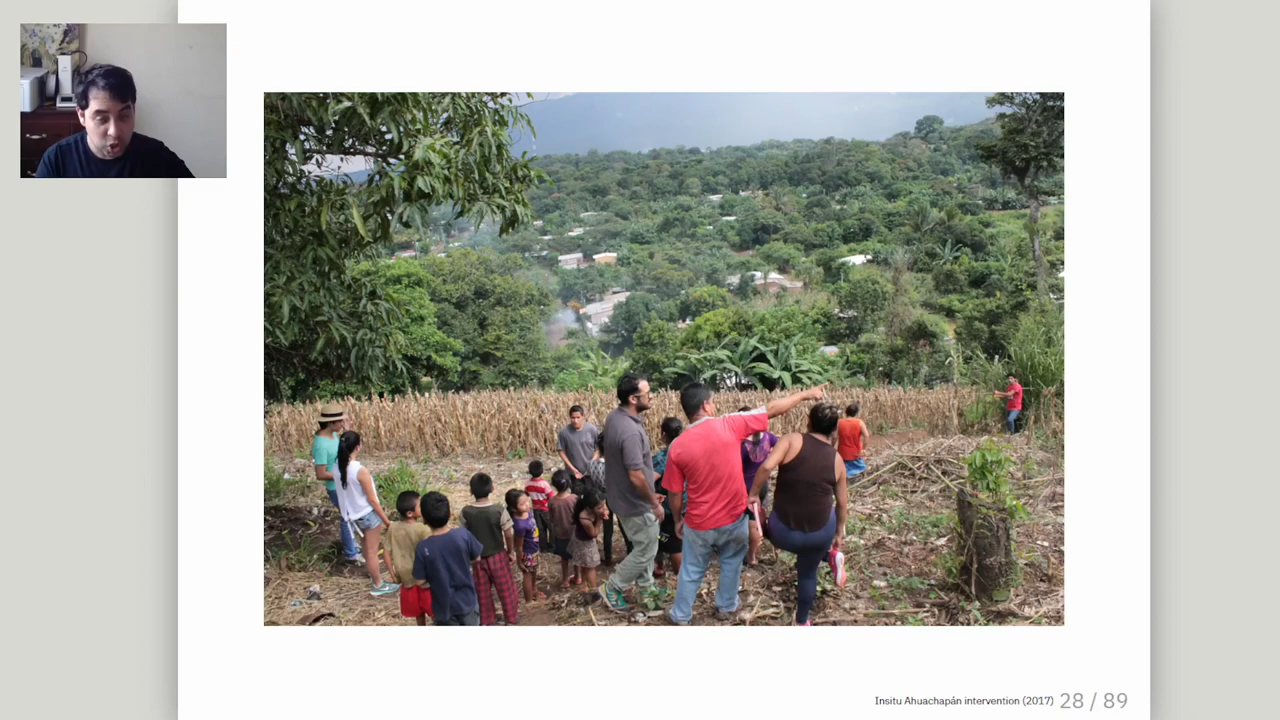 Insitu Ahuachapán intervention (2017) 28 / 89